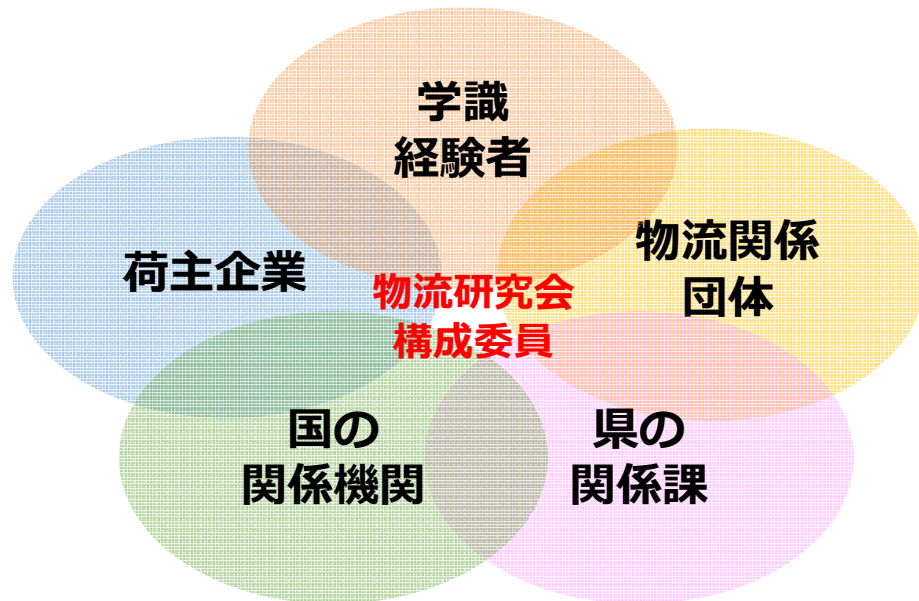 学識
経験者
物流関係
団体
荷主企業
物流研究会
構成委員
国の
関係機関
県の
関係課